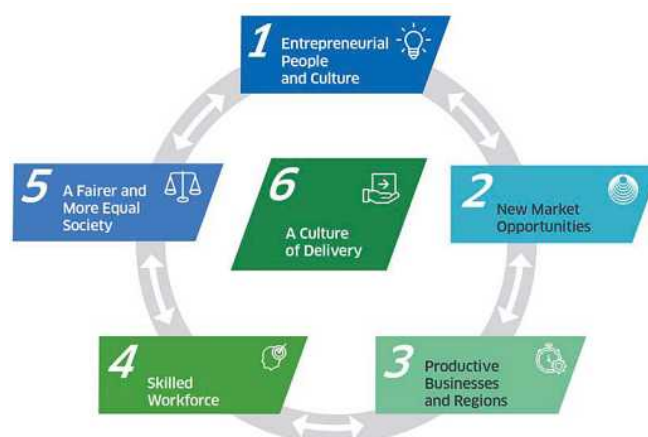 1
Entrepreneurial
People
and Culture
2
New Market
Opportunities
3
Productive
Businesses
and Regions
4
Skilled
Workforce
5
A Fairer and
More Equal
Society
6
A Culture
of Delivery